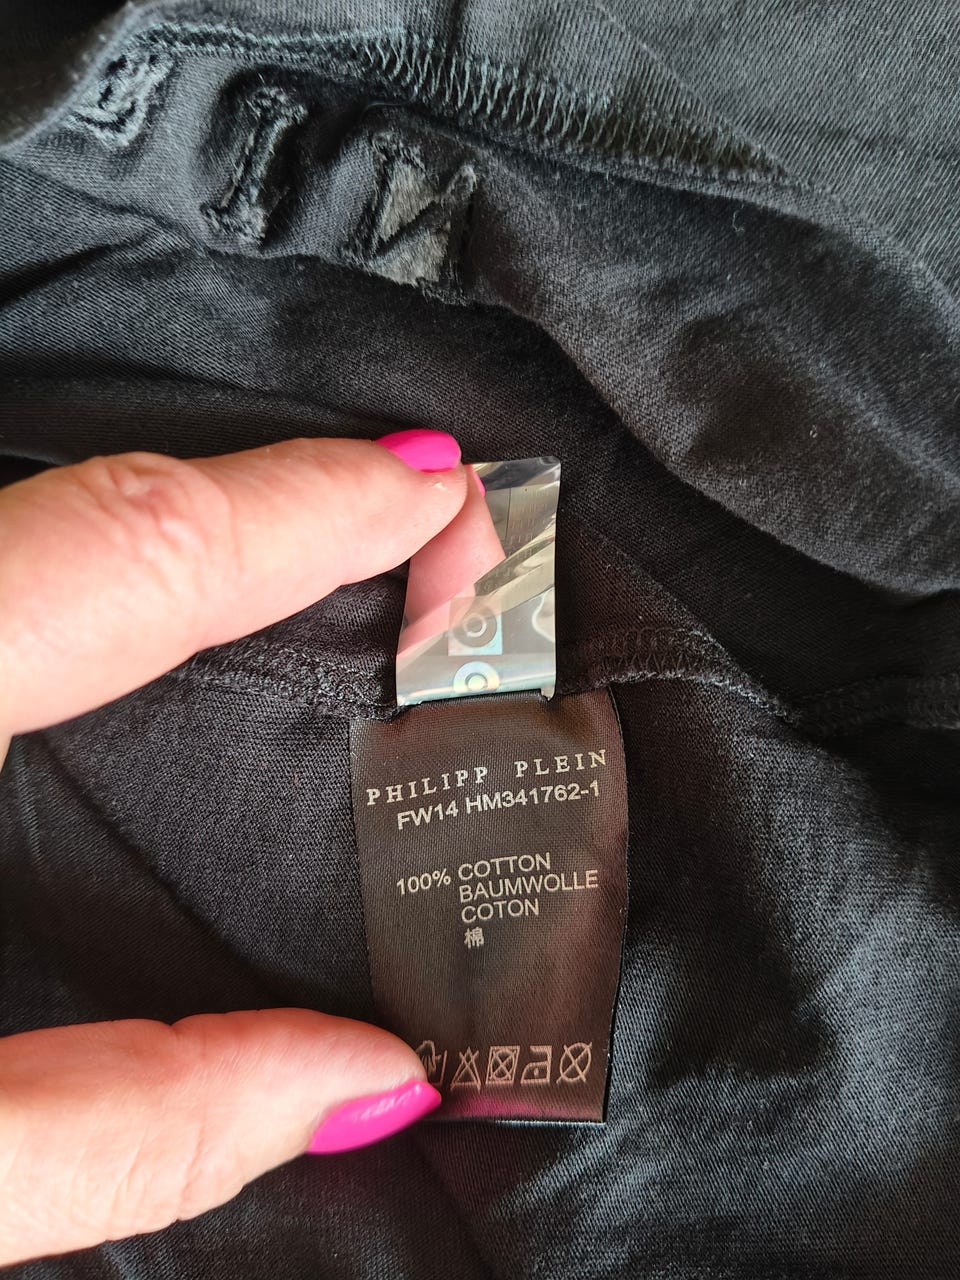 PHILIPP PLEIN
FW14 HM341762-1
100% COTTON
BAUMWOLLE
COTON
棉